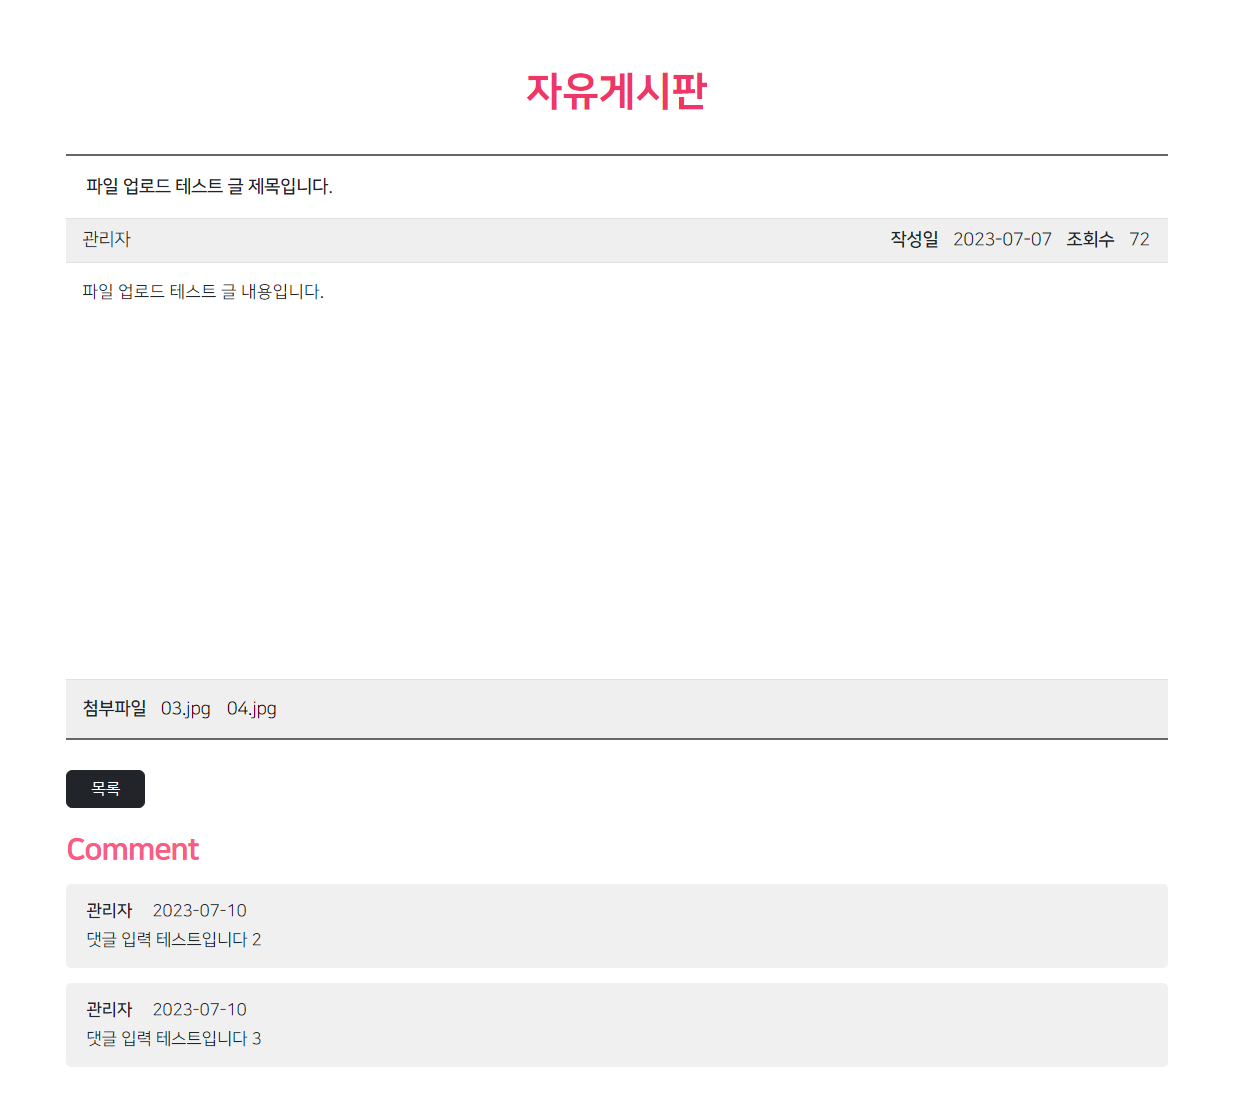 자유게시판
파일 업로드 테스트 글 제목입니다.
관리자 작성일 2023-07-07 조회수 72
파일 업로드 테스트 글 내용입니다.
첨부파일 03.jpg 04.jpg
목록
Comment
관리자 2023-07-10
댓글 입력 테스트입니다 2
관리자 2023-07-10
댓글 입력 테스트입니다 3